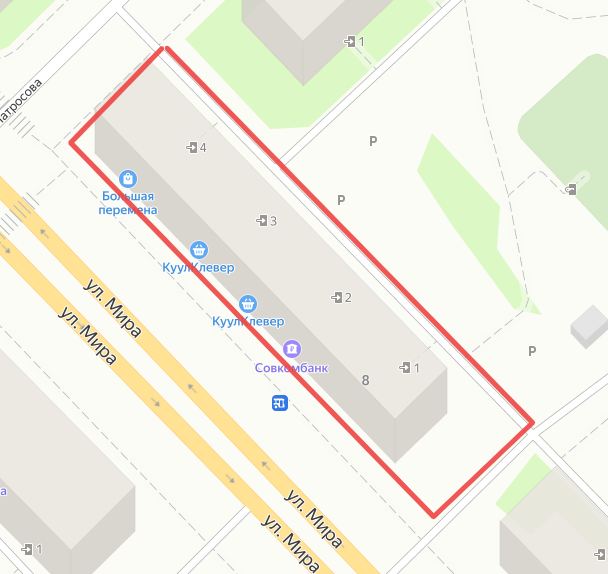 1
атросова
P
4
Большая
перемена
P
3
КуулКлевер
2
ул. Мира
КуулКлевер
ул. Мира
P
Совкомбанк
1
8
а
ул. Мира
ул. Мира
1